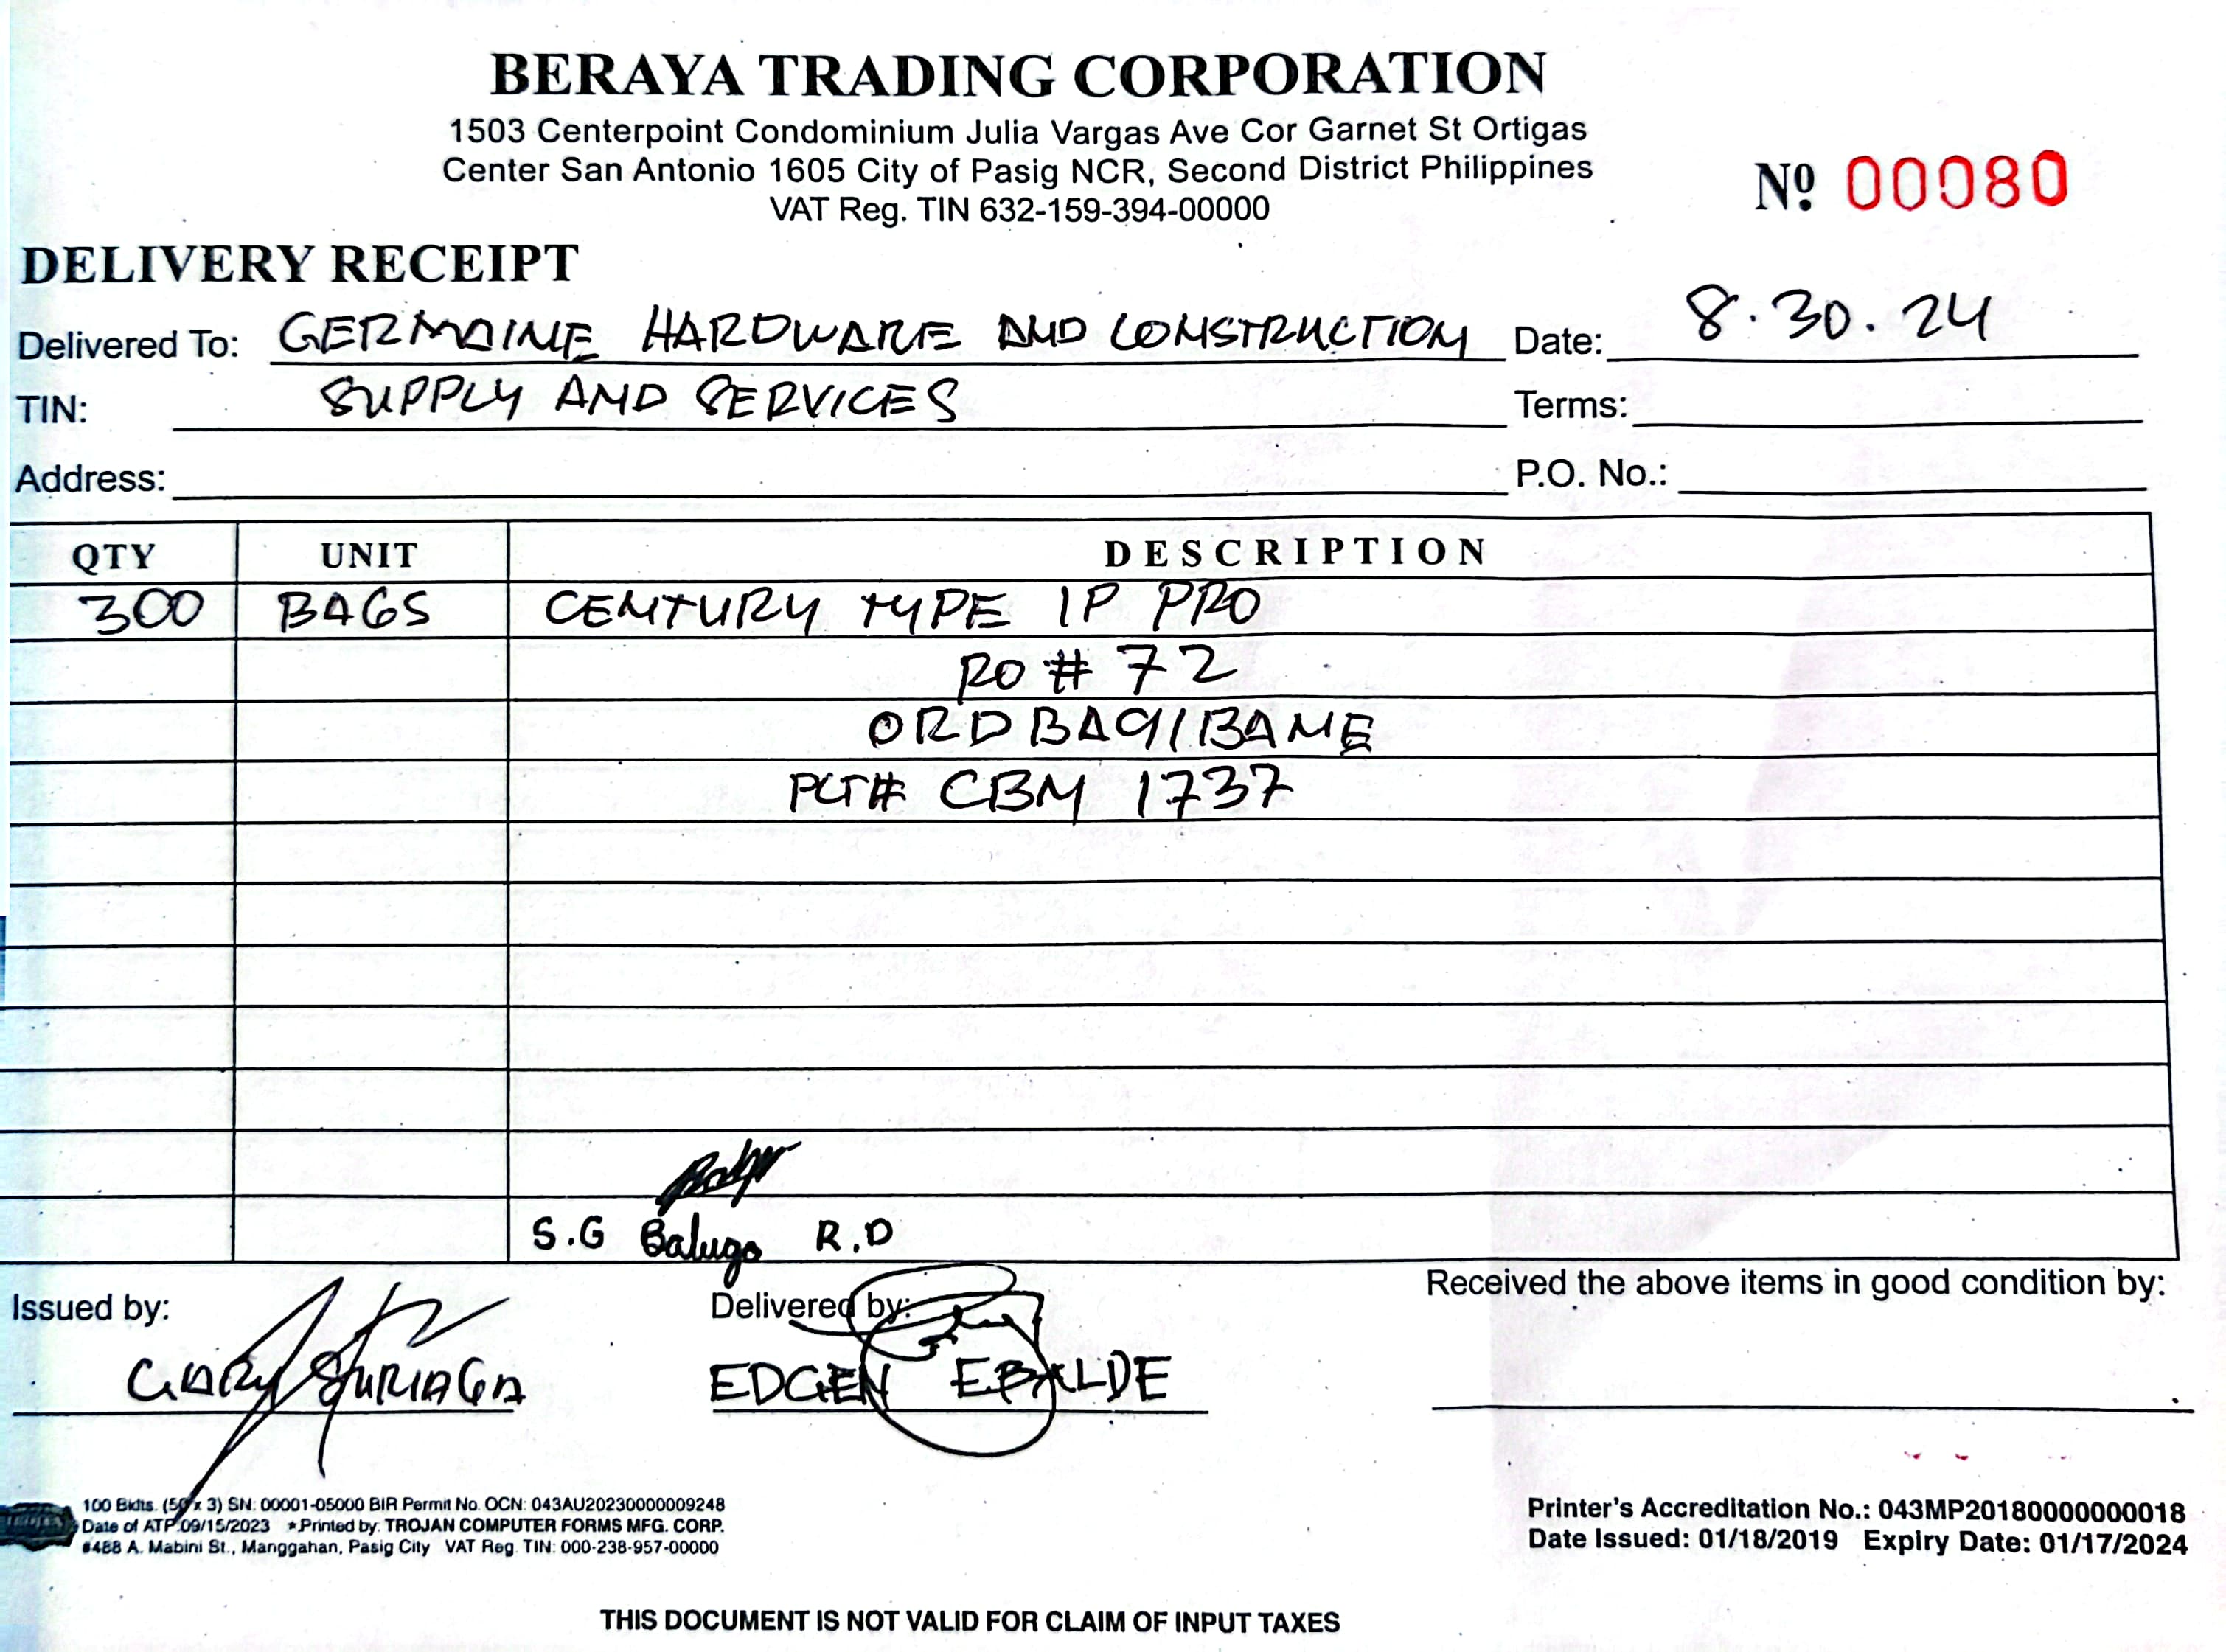 BERAYA TRADING CORPORATION
1503 Centerpoint Condominium Julia Vargas Ave Cor Garnet St Ortigas
Center San Antonio 1605 City of Pasig NCR, Second District Philippines
VAT Reg. TIN 632-159-394-00000
Nº 00080
DELIVERY RECEIPT
Delivered To: GERMAINE HARDWARE AND CONSTRUCTION Date: 8.30.24
TIN: SUPPLY AND SERVICES Terms:
Address: P.O. No.:
QTY UNIT DESCRIPTION
300 BAGS CENTURY TYPE 1P PRO
RO # 72
ORDBAG1/BAME
PLT# CBM 1737
S.G Balugo R.D
Issued by: Delivered by: Received the above items in good condition by:
GARY SURIAGA EDGEN EBALDE
100 Bklts. (50 x 3) SN: 00001-05000 BIR Permit No. OCN: 043AU20230000009248
Date of ATP 09/15/2023 *Printed by: TROJAN COMPUTER FORMS MFG. CORP.
#488 A. Mabini St., Manggahan, Pasig City VAT Reg. TIN: 000-238-957-00000
Printer's Accreditation No.: 043MP20180000000018
Date Issued: 01/18/2019 Expiry Date: 01/17/2024
THIS DOCUMENT IS NOT VALID FOR CLAIM OF INPUT TAXES